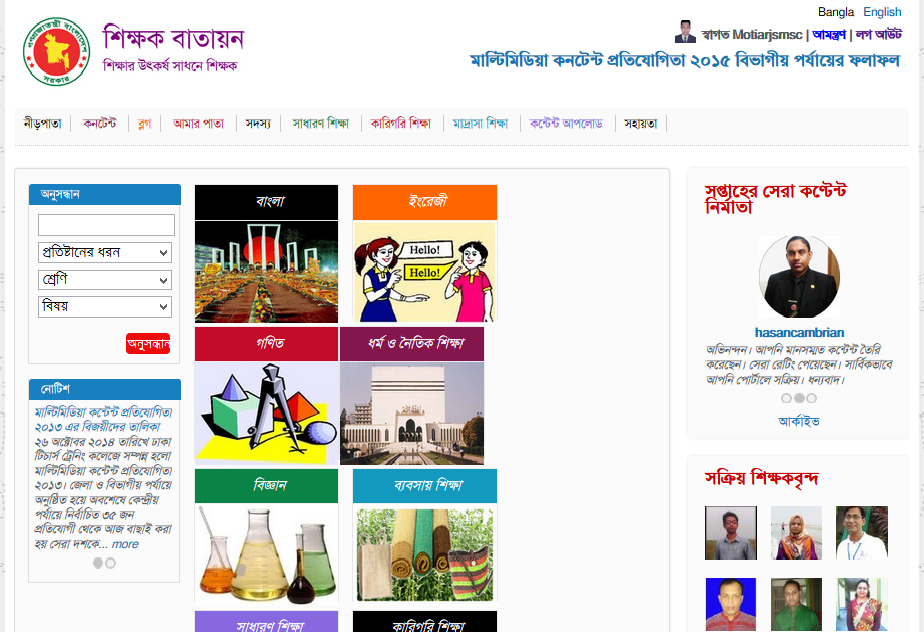 Bangla English
শিক্ষক বাতায়ন
শিক্ষার উৎকর্ষ সাধনে শিক্ষক
স্বাগত Motiarjsmsc | আমন্ত্রণ | লগ আউট
মাল্টিমিডিয়া কনটেন্ট প্রতিযোগিতা ২০১৫ বিভাগীয় পর্যায়ের ফলাফল
নীড়পাতা কনটেন্ট ব্লগ আমার পাতা সদস্য সাধারণ শিক্ষা কারিগরি শিক্ষা মাদ্রাসা শিক্ষা কন্টেন্ট আপলোড সহায়তা
অনুসন্ধান
প্রতিষ্টানের ধরন
শ্রেণি
বিষয়
অনুসন্ধান
নোটিশ
মাল্টিমিডিয়া কন্টেন্ট প্রতিযোগিতা
২০১৩ এর বিজয়ীদের তালিকা
২৬ অক্টোবর ২০১৪ তারিখে ঢাকা
টিচার্স ট্রেনিং কলেজে সম্পন্ন হলো
মাল্টিমিডিয়া কন্টেন্ট প্রতিযোগিতা
২০১৩। জেলা ও বিভাগীয় পর্যায়ে
অনুষ্ঠিত হয়ে অবশেষে কেন্দ্রীয়
পর্যায়ে নির্বাচিত ৩৫ জন
প্রতিযোগী থেকে আজ বাছাই করা
হয় সেরা দশকে... more
বাংলা
ইংরেজী
Hello!
Hello!
গণিত
ধর্ম ও নৈতিক শিক্ষা
বিজ্ঞান
ব্যবসায় শিক্ষা
সাধারণ শিক্ষা
কারিগরি শিক্ষা
সপ্তাহের সেরা কণ্টেন্ট
নির্মাতা
hasancambrian
অভিনন্দন। আপনি মানসম্মত কন্টেন্ট তৈরি
করেছেন। সেরা রেটিং পেয়েছেন। সার্বিকভাবে
আপনি পোর্টালে সক্রিয়। ধন্যবাদ।
আর্কাইভ
সক্রিয় শিক্ষকবৃন্দ